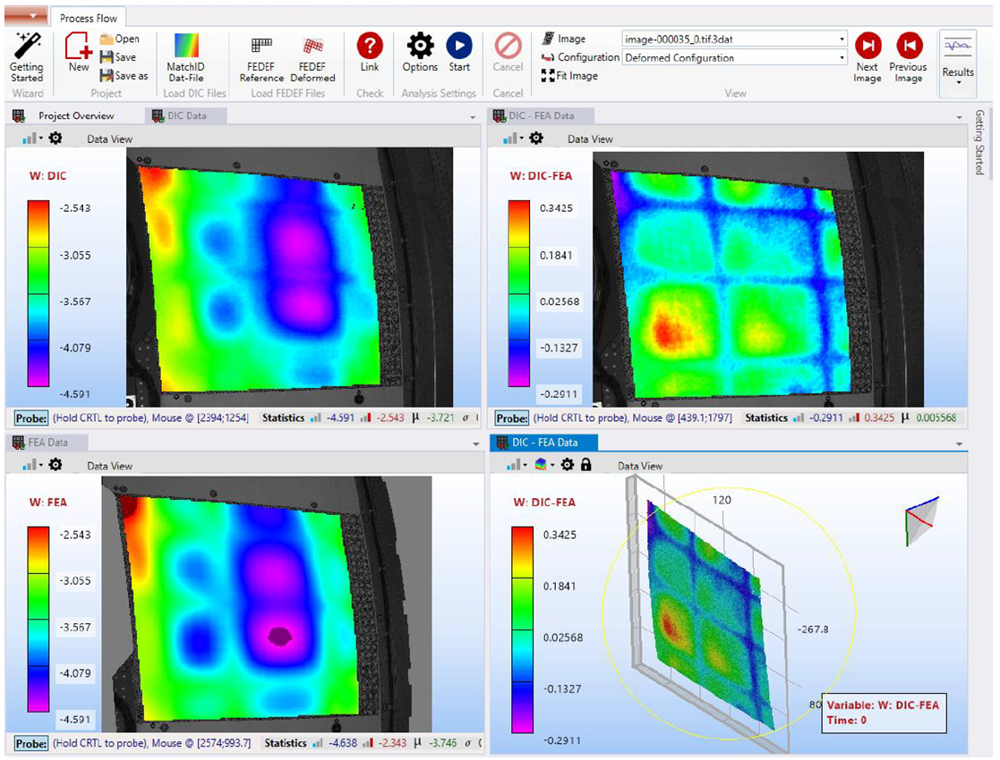 Process Flow
Getting Started
Wizard
New
Open
Save
Save as
Project
MatchID Dat-File
Load DIC Files
FEDEF Reference
FEDEF Deformed
Load FEDEF Files
Link
Check
Options
Start
Analysis Settings
Cancel
Cancel
Image
image-000035_0.tif.3dat
Configuration
Deformed Configuration
Fit Image
Next Image
Previous Image
View
Results
Project Overview
DIC Data
Data View
W: DIC
-2.543
-3.055
-3.567
-4.079
-4.591
Probe: (Hold CRTL to probe), Mouse @ [2394;1254] Statistics -4.591 -2.543 μ -3.721 σ
DIC - FEA Data
Data View
W: DIC-FEA
0.3425
0.1841
0.02568
-0.1327
-0.2911
Probe: (Hold CRTL to probe), Mouse @ [439.1;1797] Statistics -0.2911 0.3425 μ 0.005568
Getting Started
FEA Data
Data View
W: FEA
-2.543
-3.055
-3.567
-4.079
-4.591
Probe: (Hold CRTL to probe), Mouse @ [2574;993.7] Statistics -4.638 -2.343 μ -3.746 σ
DIC - FEA Data
Data View
W: DIC-FEA
0.3425
0.1841
0.02568
-0.1327
-0.2911
120
-267.8
80
Variable: W: DIC-FEA
Time: 0